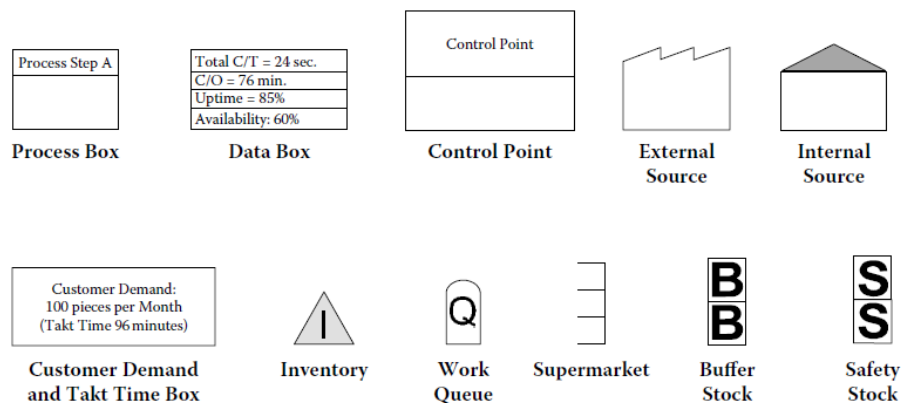 Process Step A
Total C/T = 24 sec.
C/O = 76 min.
Uptime = 85%
Availability: 60%
Control Point
Process Box
Data Box
Control Point
External
Source
Internal
Source
Customer Demand:
100 pieces per Month
(Takt Time 96 minutes)
I
Q
B
B
S
S
Customer Demand
and Takt Time Box
Inventory
Work
Queue
Supermarket
Buffer
Stock
Safety
Stock